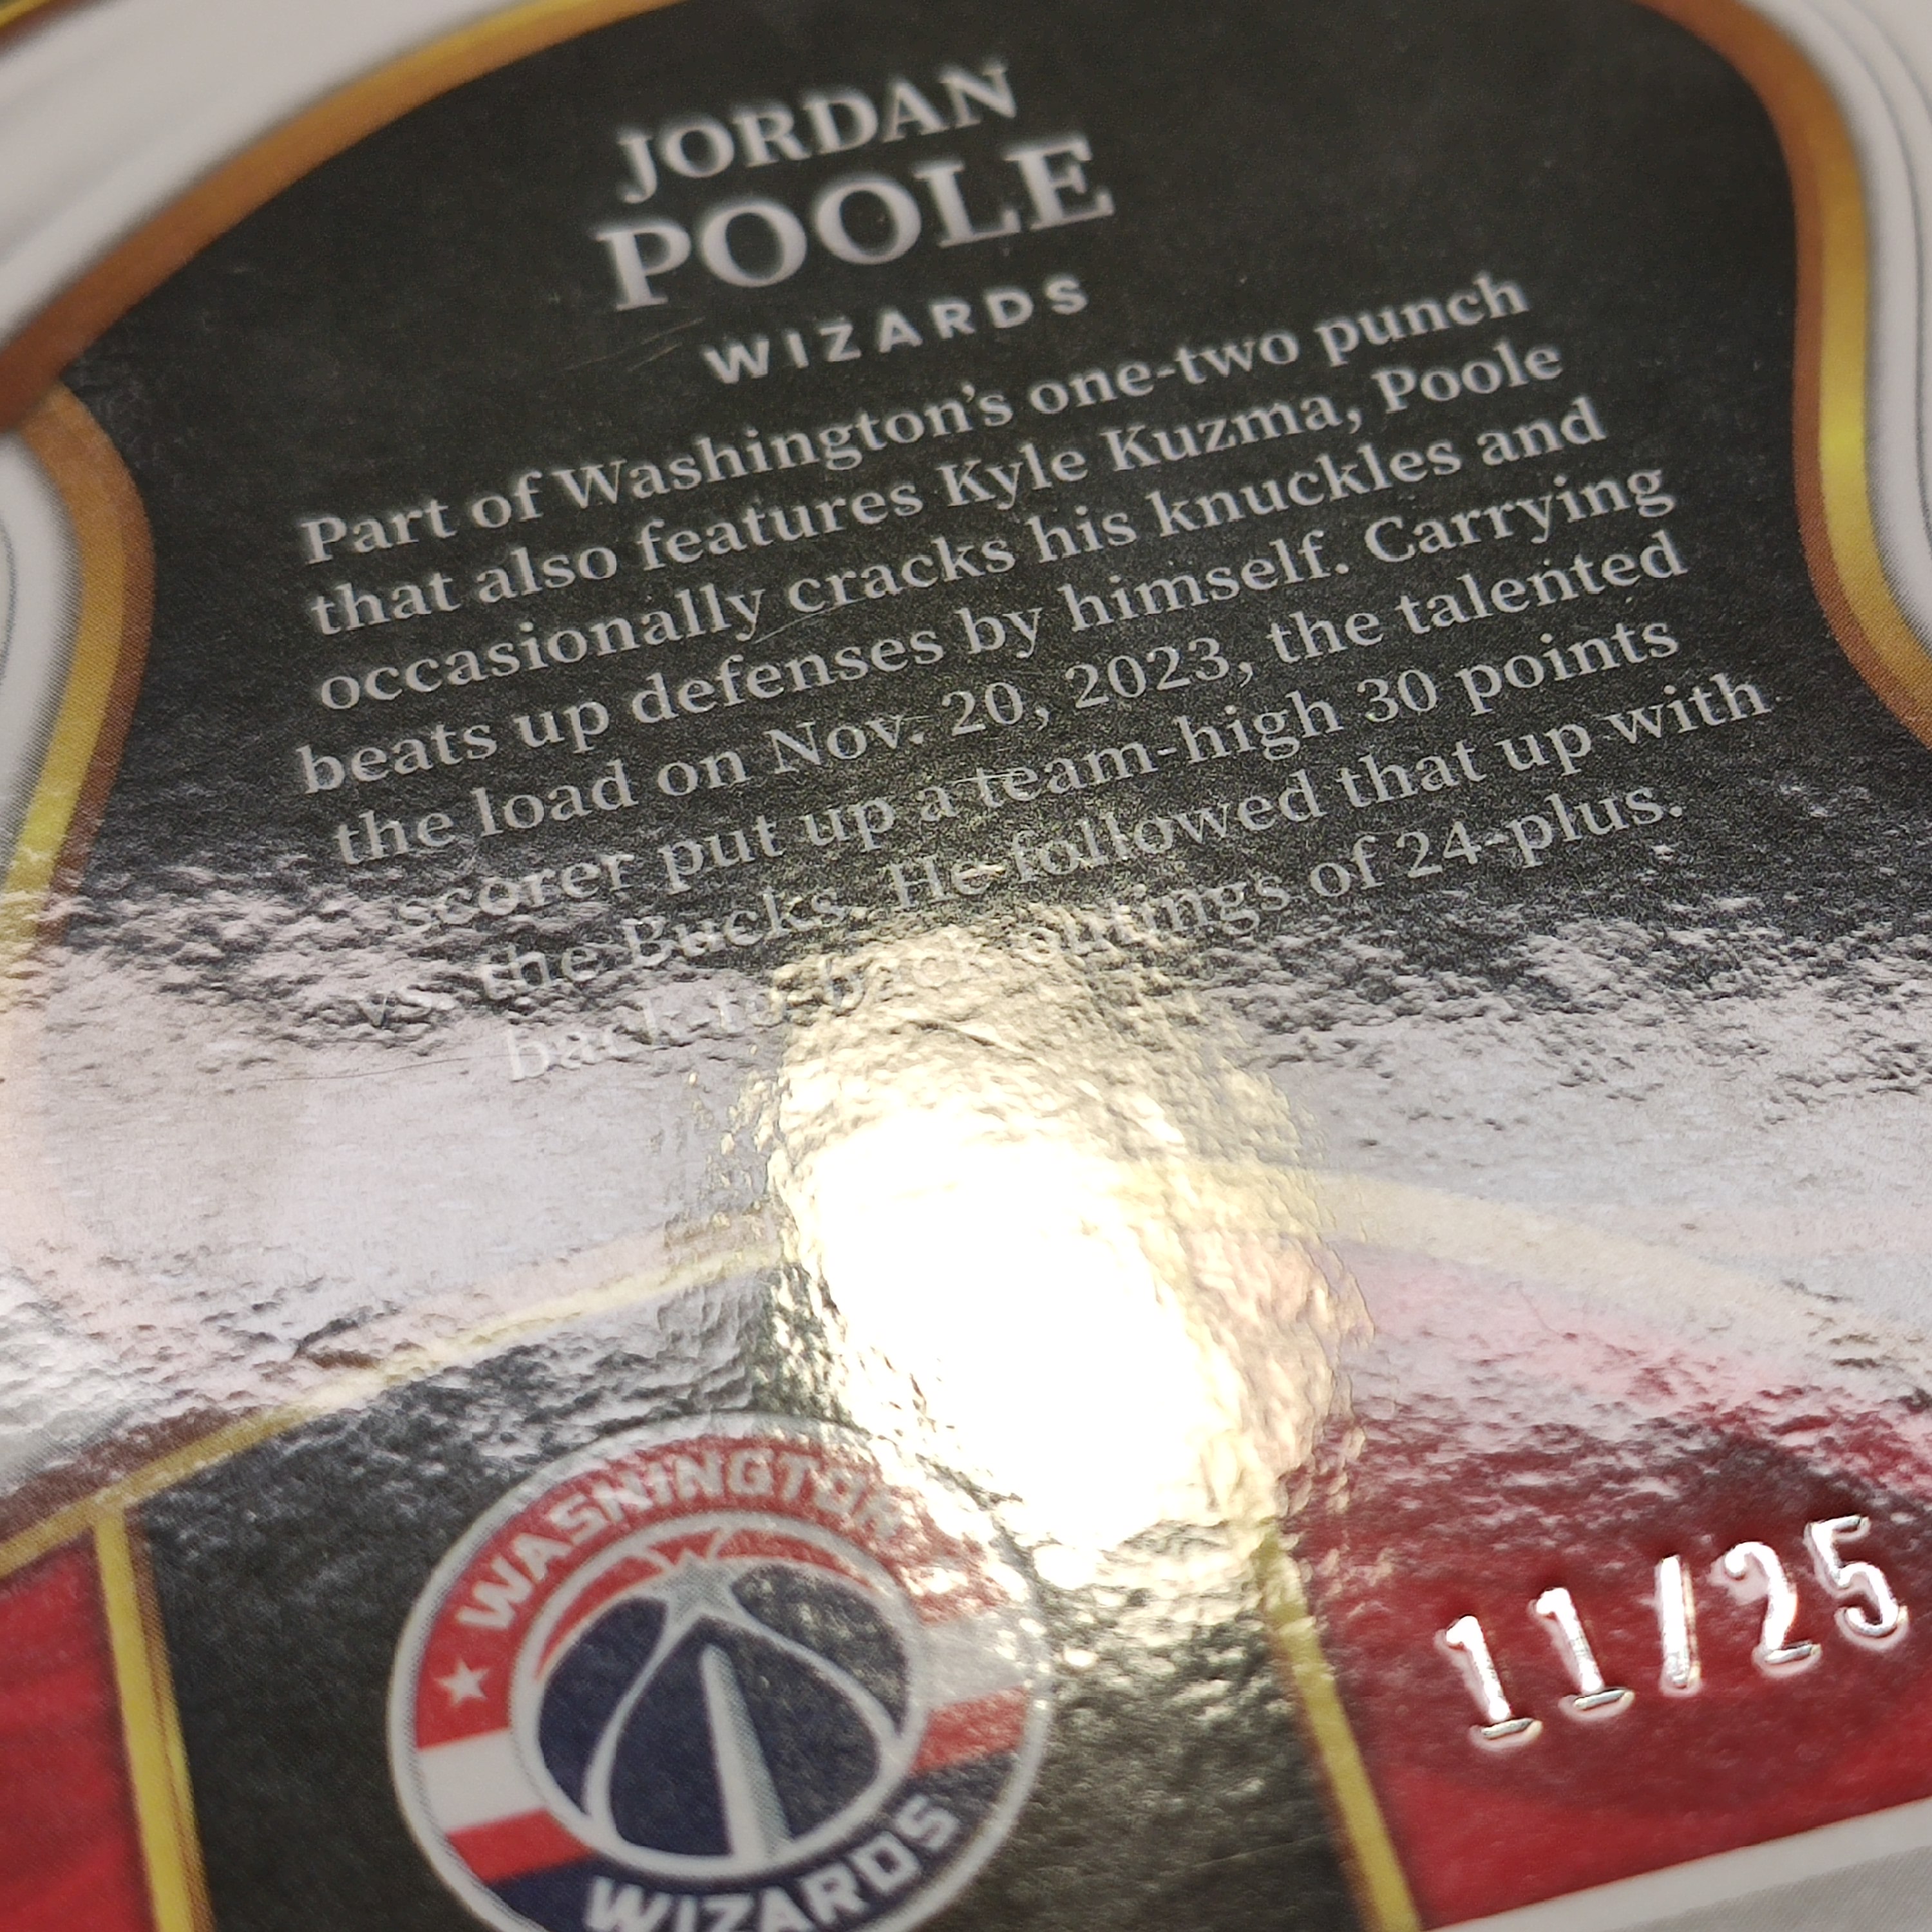 JORDAN
POOLE
WIZARDS
Part of Washington's one-two punch
that also features Kyle Kuzma, Poole
occasionally cracks his knuckles and
beats up defenses by himself. Carrying
the load on Nov. 20, 2023, the talented
scorer put up a team-high 30 points
vs. the Bucks. He followed that up with
back-to-back outings of 24-plus.
WASHINGTON
WIZARDS
11/25